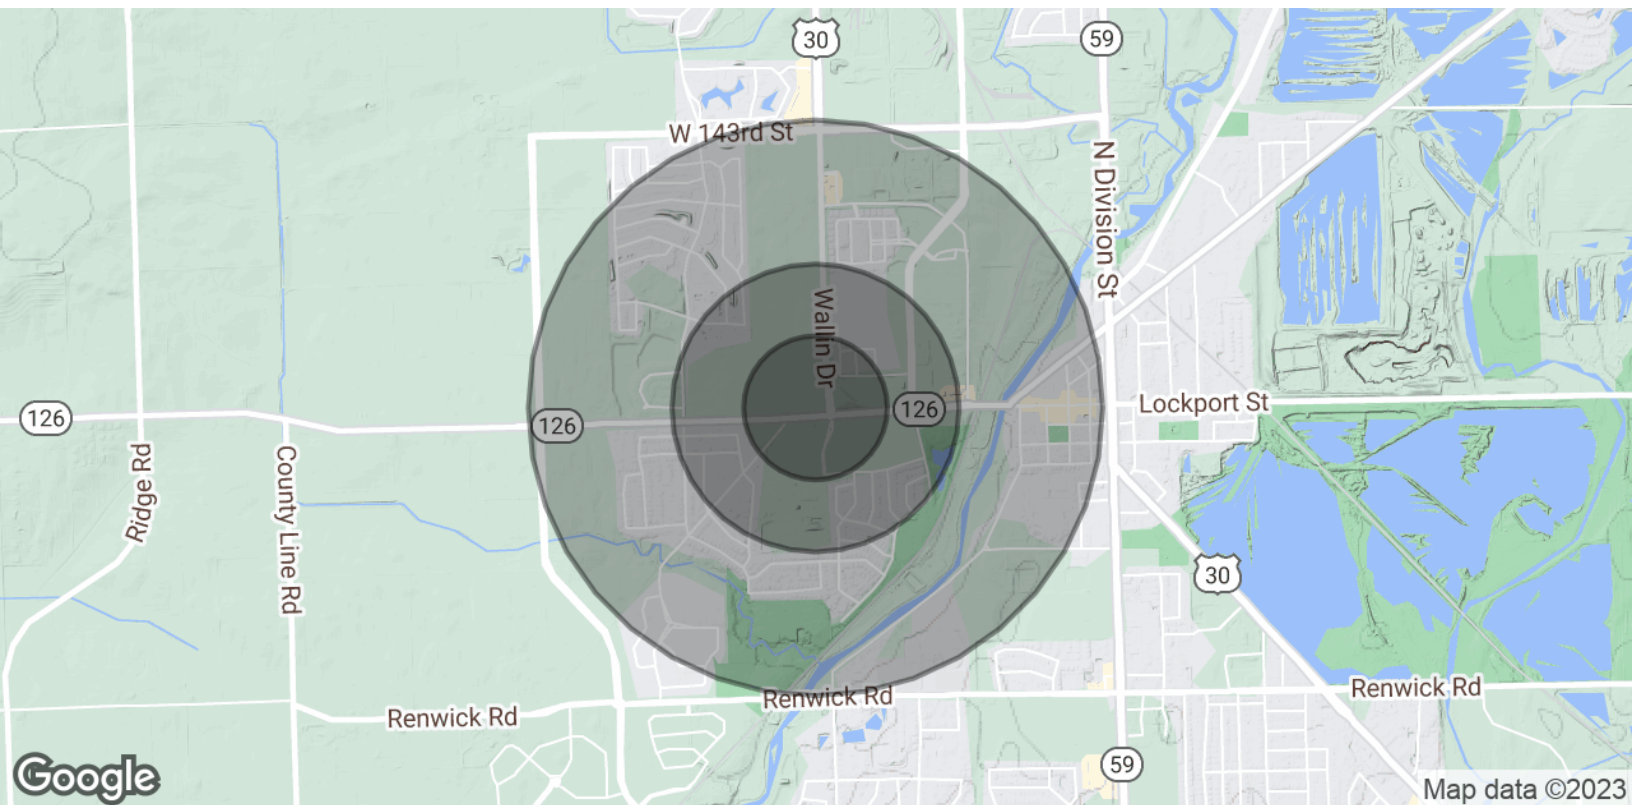 30
59
W 143rd St
N Division St
Wallin Dr
126
126
126
Lockport St
Ridge Rd
County Line Rd
30
Renwick Rd
Renwick Rd
Renwick Rd
59
Google
Map data ©2023